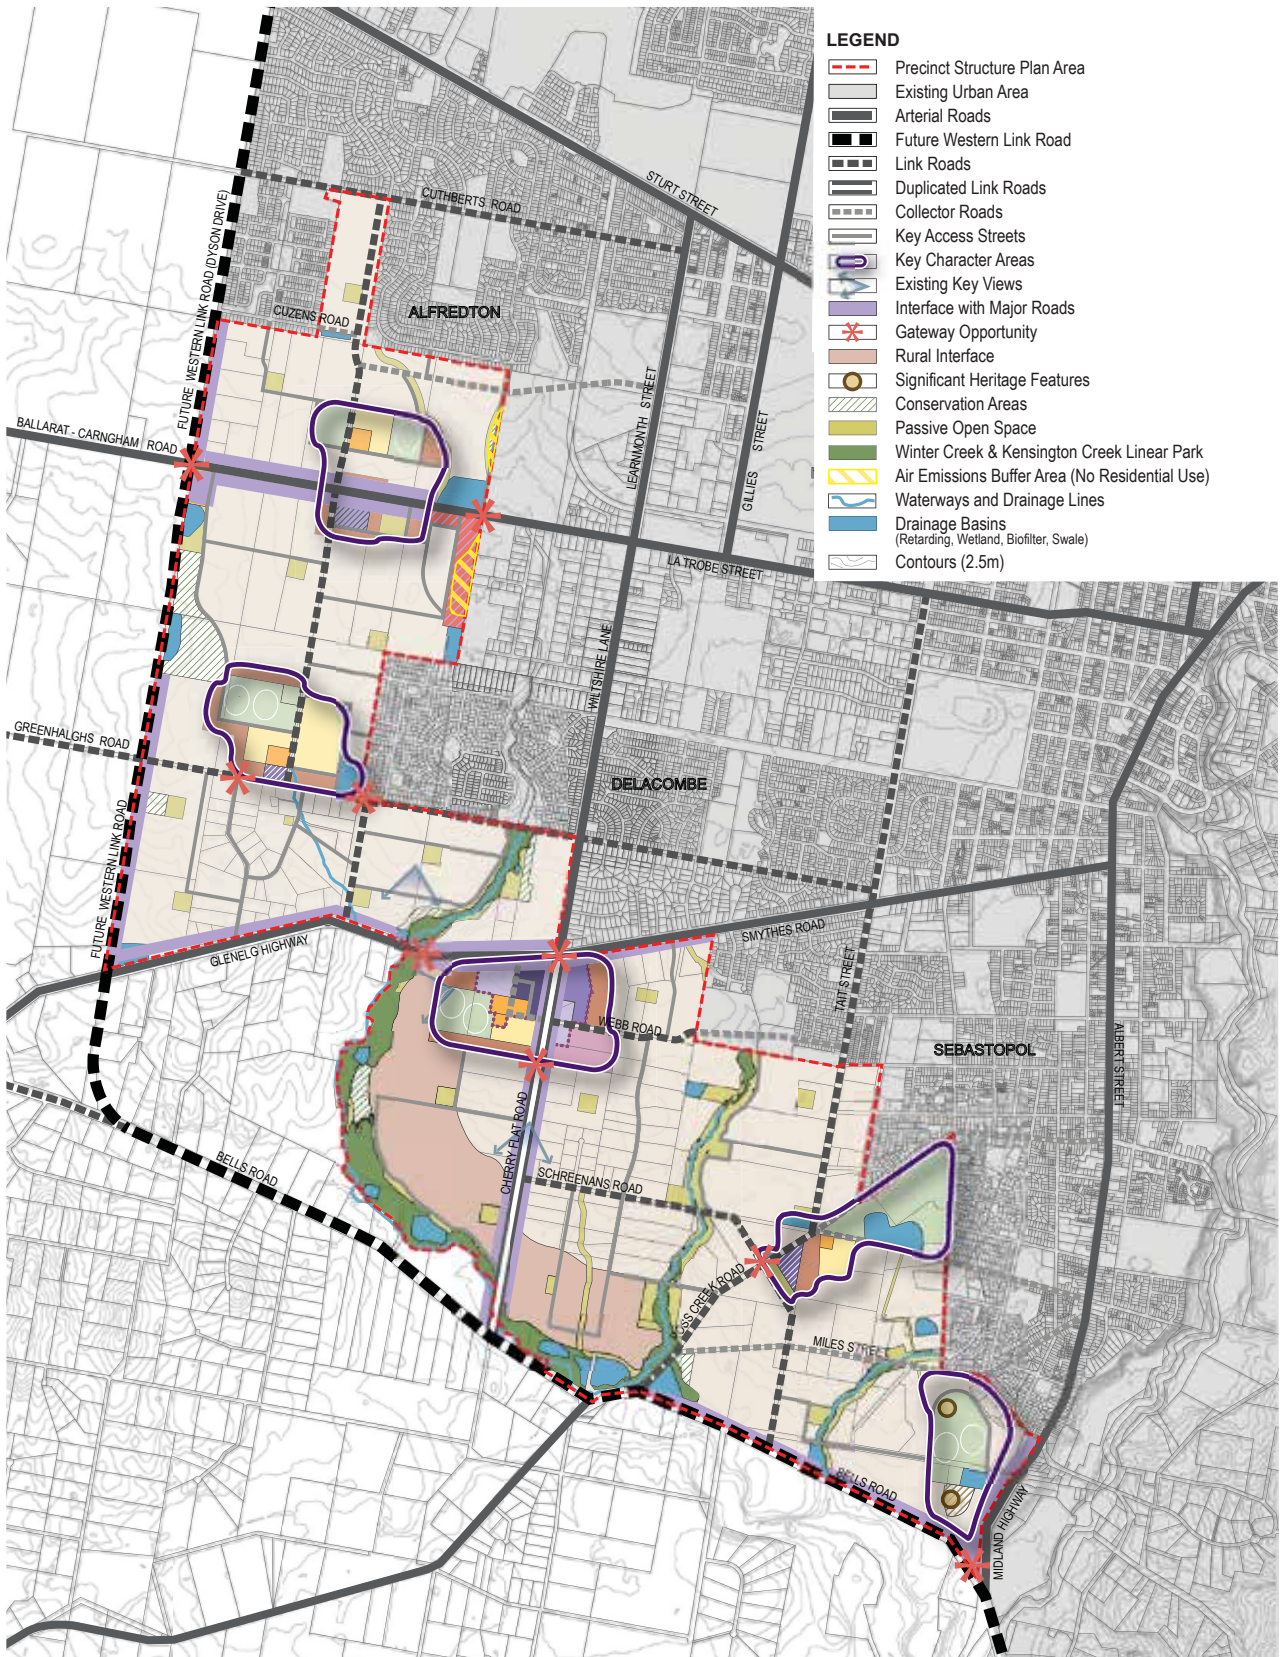 LEGEND
Precinct Structure Plan Area
Existing Urban Area
Arterial Roads
Future Western Link Road
Link Roads
Duplicated Link Roads
Collector Roads
Key Access Streets
Key Character Areas
Existing Key Views
Interface with Major Roads
Gateway Opportunity
Rural Interface
Significant Heritage Features
Conservation Areas
Passive Open Space
Winter Creek & Kensington Creek Linear Park
Air Emissions Buffer Area (No Residential Use)
Waterways and Drainage Lines
Drainage Basins
(Retarding, Wetland, Biofilter, Swale)
Contours (2.5m)
STURT STREET
CUTHBERTS ROAD
FUTURE WESTERN LINK ROAD (DYSON DRIVE)
CUZENS ROAD
ALFREDTON
LEARNMONTH STREET
GILLIES STREET
BALLARAT - CARNGHAM ROAD
LA TROBE STREET
WILTSHIRE LANE
GREENHALGHS ROAD
DELACOMBE
FUTURE WESTERN LINK ROAD
GLENELG HIGHWAY
SMYTHES ROAD
TAIT STREET
WEBB ROAD
SEBASTOPOL
ALBERT STREET
CHERRY FLAT ROAD
BELLS ROAD
SCHREENANS ROAD
OSS CREEK ROAD
MILES STREET
BELLS ROAD
MIDLAND HIGHWAY